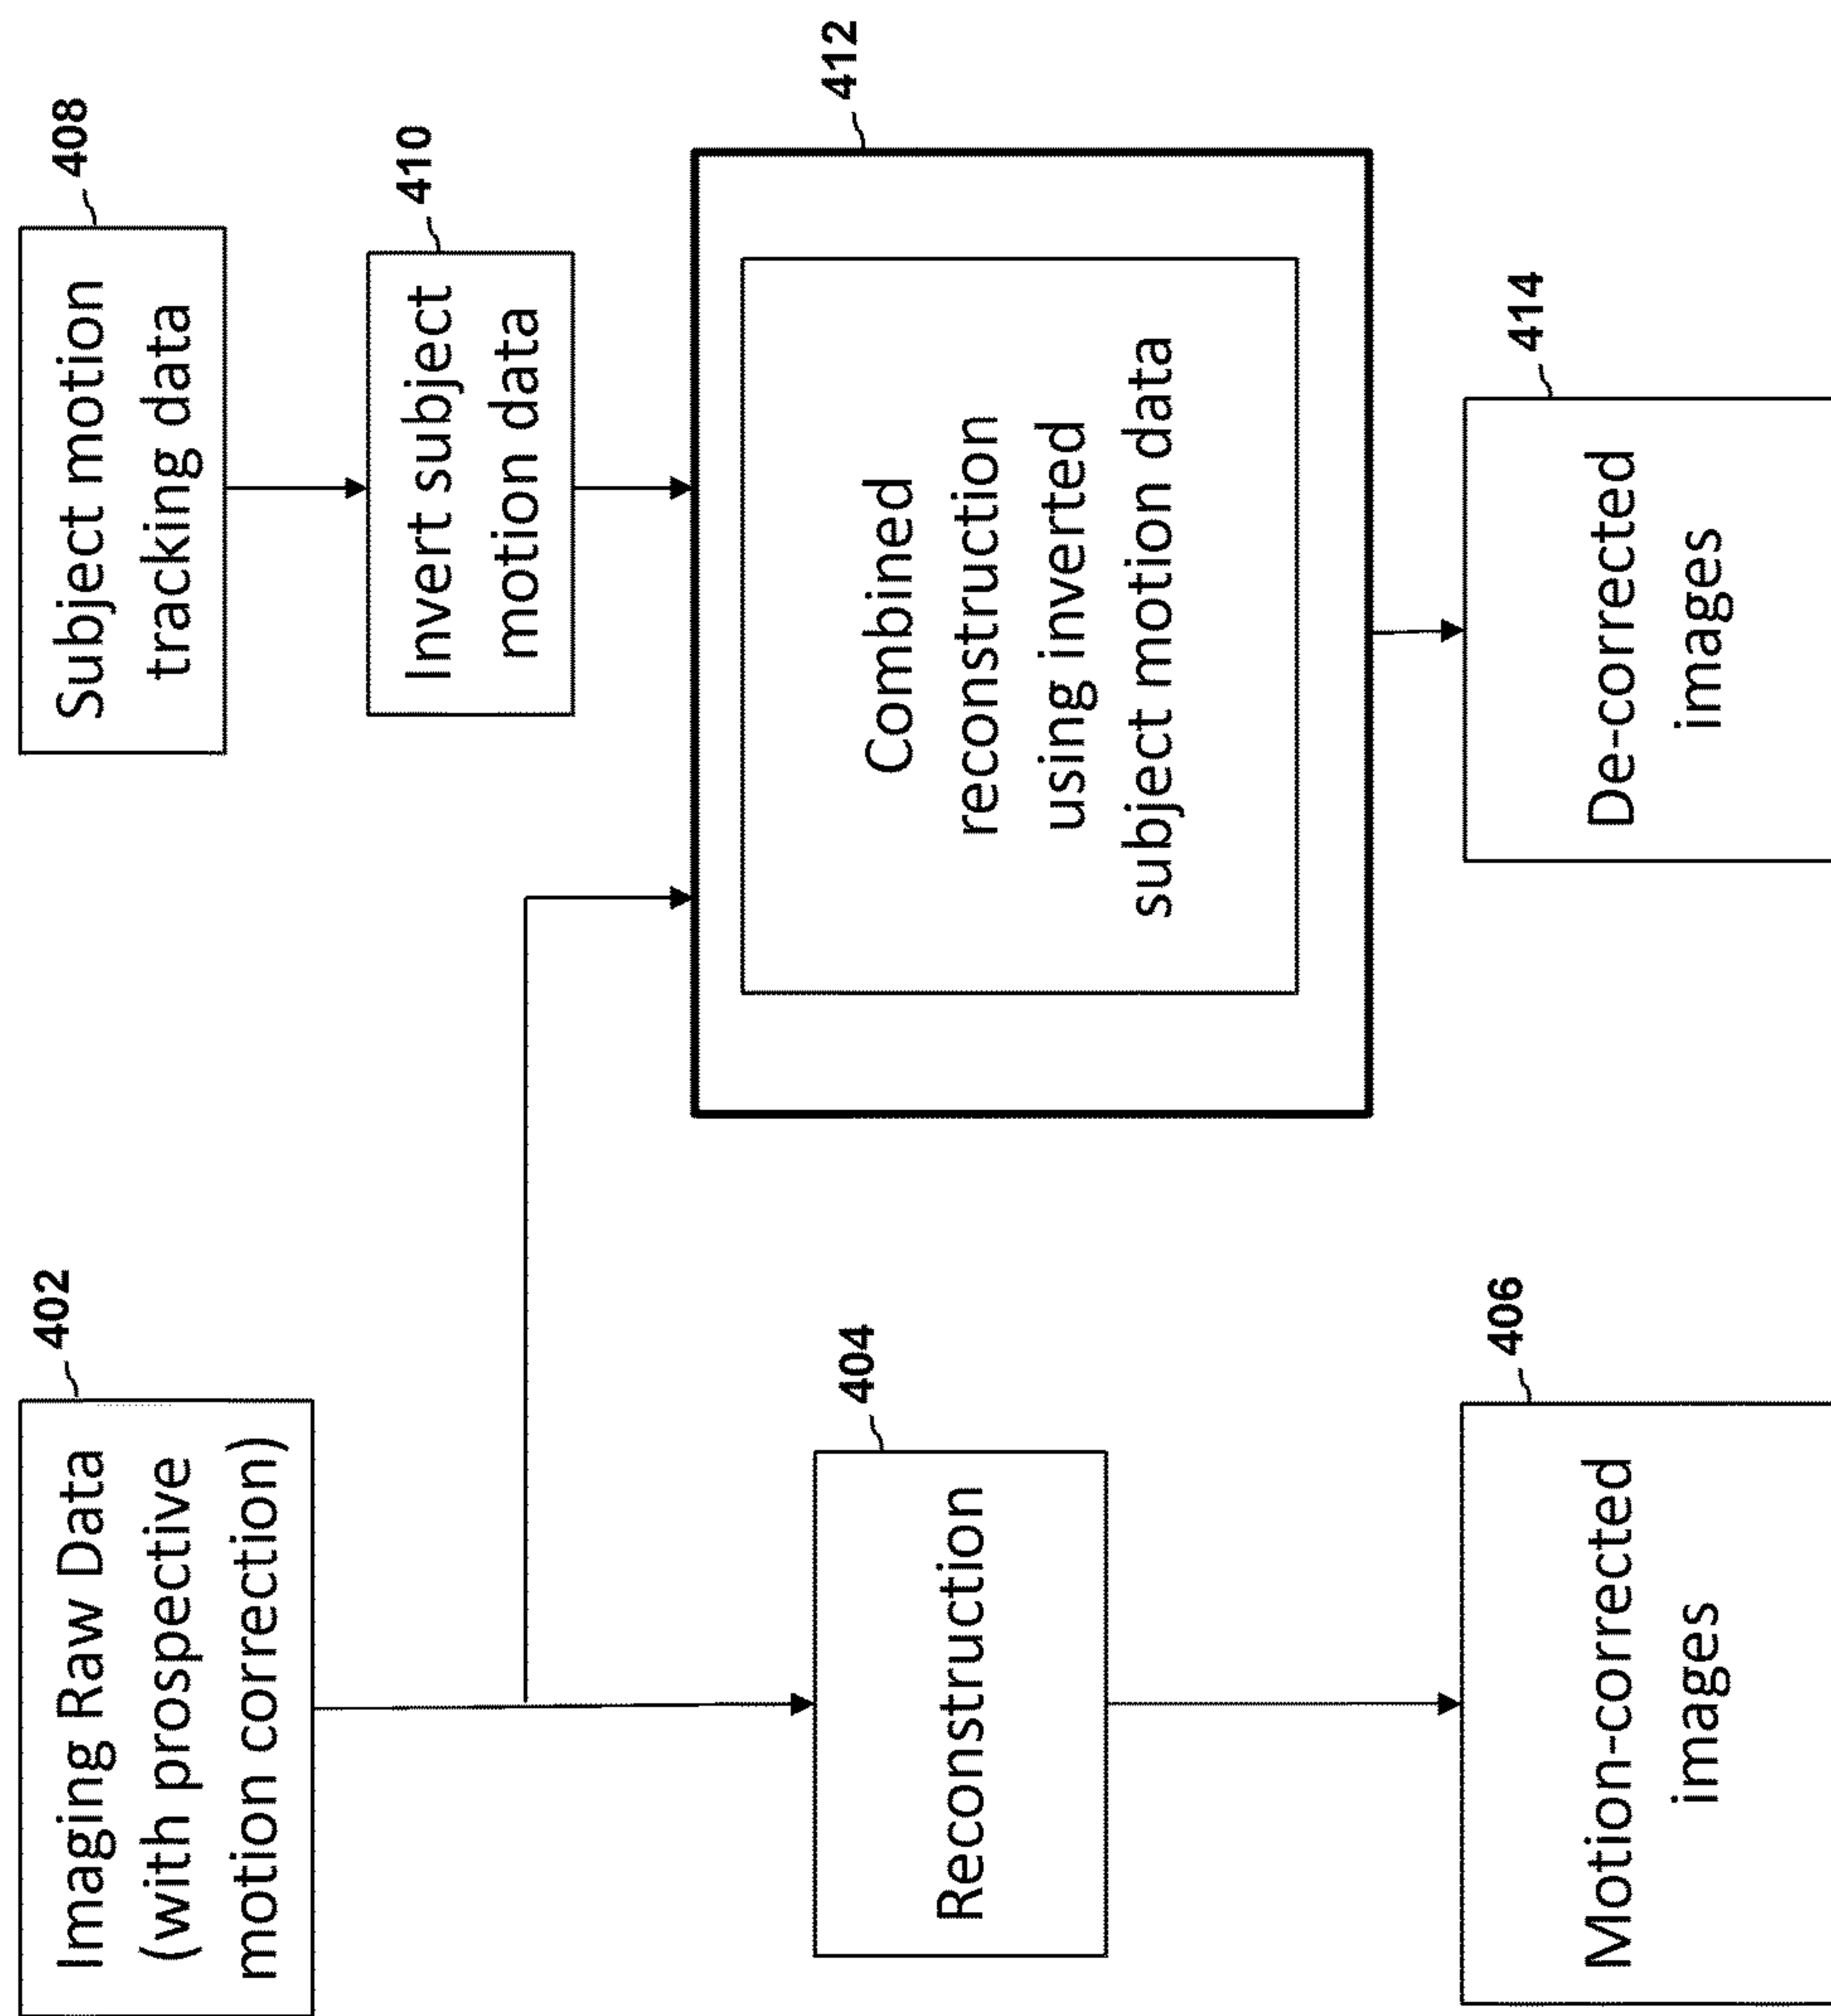 402
Imaging Raw Data
(with prospective
motion correction)
404
Reconstruction
406
Motion-corrected
images
408
Subject motion
tracking data
410
Invert subject
motion data
412
Combined
reconstruction
using inverted
subject motion data
414
De-corrected
images